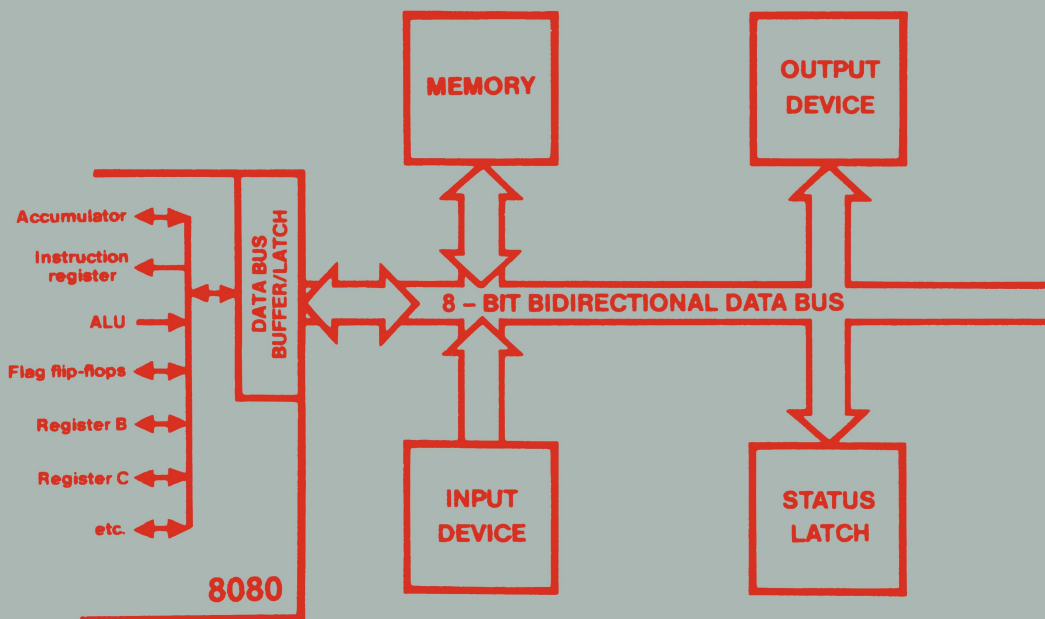 MEMORY
OUTPUT
DEVICE
Accumulator
Instruction
register
ALU
Flag flip-flops
Register B
Register C
etc.
DATA BUS
BUFFER/LATCH
8 – BIT BIDIRECTIONAL DATA BUS
INPUT
DEVICE
STATUS
LATCH
8080